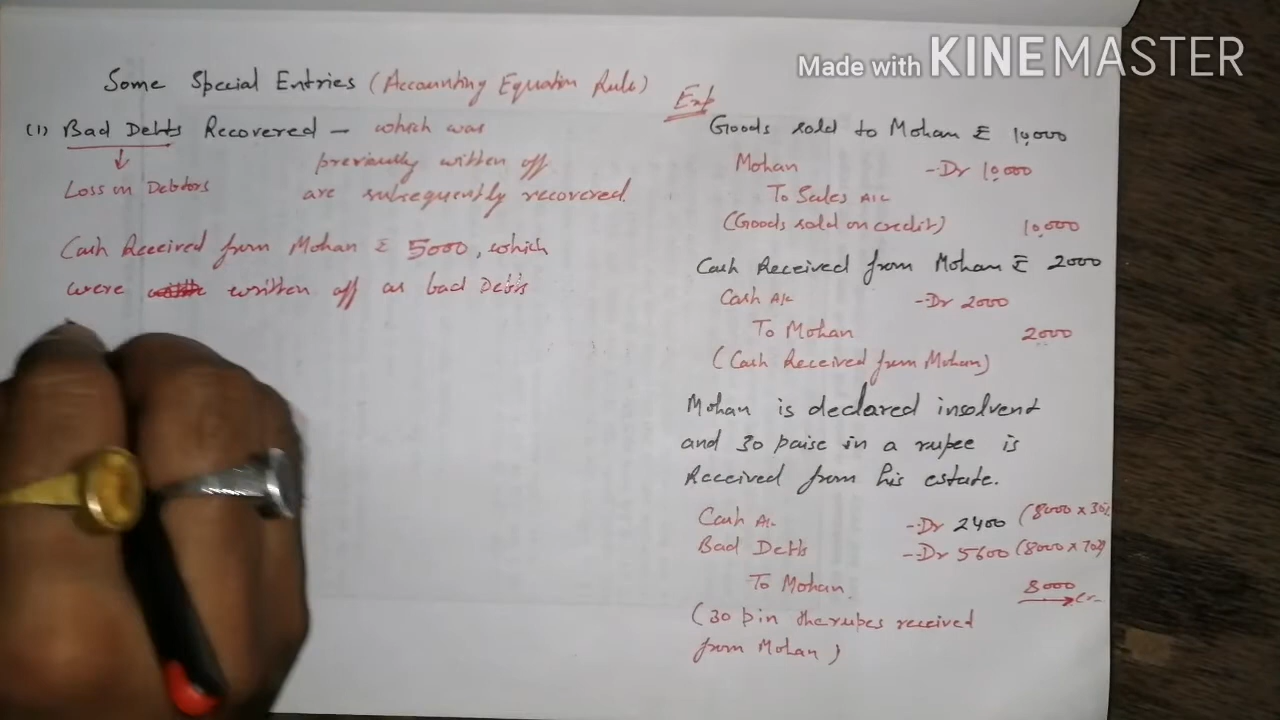 Made with KINEMASTER
Some Special Entries (Accounting Equation Rule)
(1) Bad Debts Recovered – which was
previously written off
are subsequently recovered.
↓
Loss on Debtors
Cash Received from Mohan ₹ 5000, which
were written off as bad Debts
Exp
Goods sold to Mohan ₹ 10,000
Mohan --Dr 10,000
To Sales A/c
(Goods sold on credit) 10,000
Cash Received from Mohan ₹ 2000
Cash A/c --Dr 2000
To Mohan 2000
(Cash Received from Mohan)
Mohan is declared insolvent
and 30 paise in a rupee is
Received from his estate.
Cash A/c --Dr 2400 (8000 x 30%
Bad Debts --Dr 5600 (8000 x 70%)
To Mohan. 8000
(30 p in received
from Mohan)